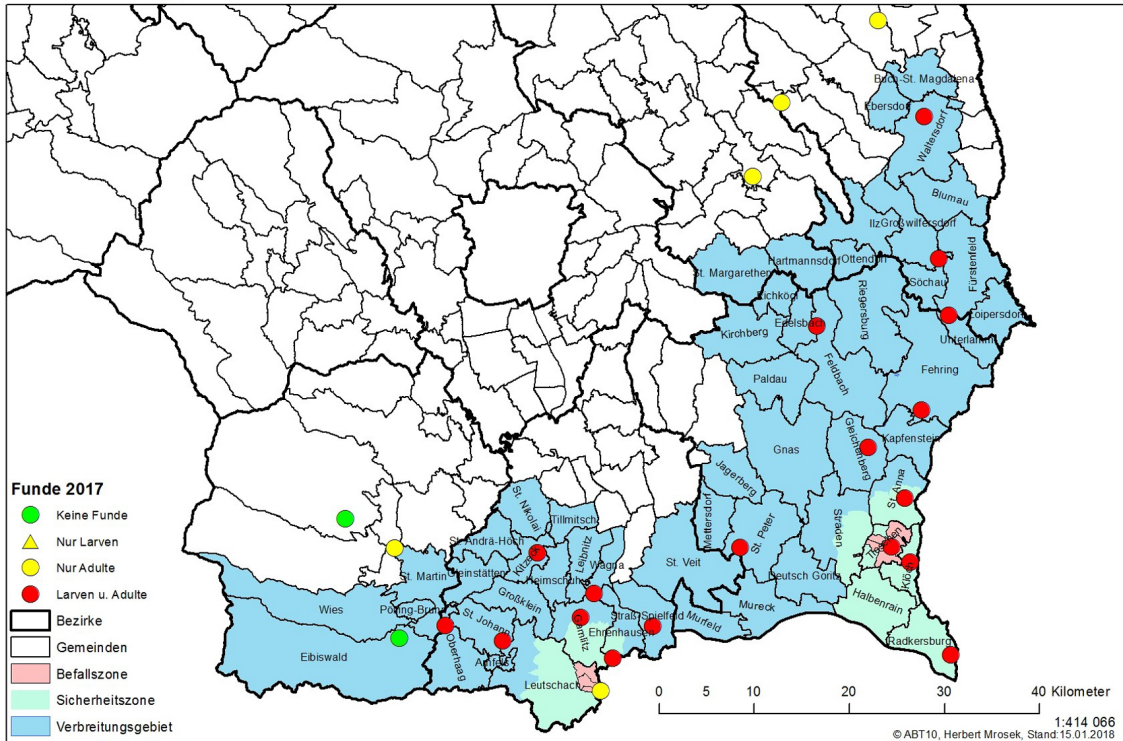 Buch-St. Magdalena
Ebersdorf
Waltersdorf
Blumau
Ilz
Großwilfersdorf
Fürstenfeld
Ottendorf
Hartmannsdorf
St. Margarethen
Söchau
Eichkögl
Riegersburg
Loipersdorf
Edelsbach
Kirchberg
Unterlamm
Feldbach
Fehring
Paldau
Gleichenberg
Kapfenstein
Gnas
Jagerberg
St. Anna
Mettersdorf
St. Peter
Straden
Tieschen
Klöch
Deutsch Goritz
Halbenrain
Mureck
Murfeld
Radkersburg
St. Nikolai
Tillmitsch
St. Andrä-Höch
Kitzeck
Leibnitz
Wagna
St. Veit
St. Martin
Gleinstätten
Heimschuh
Großklein
Wies
Pölfing-Brunn
St. Johann
Straß-Spielfeld
Gamlitz
Ehrenhausen
Oberhaag
Eibiswald
Arnfels
Leutschach
Funde 2017
Keine Funde
Nur Larven
Nur Adulte
Larven u. Adulte
Bezirke
Gemeinden
Befallszone
Sicherheitszone
Verbreitungsgebiet
0 5 10 20 30 40 Kilometer
1:414 066
© ABT10, Herbert Mrosek, Stand:15.01.2018